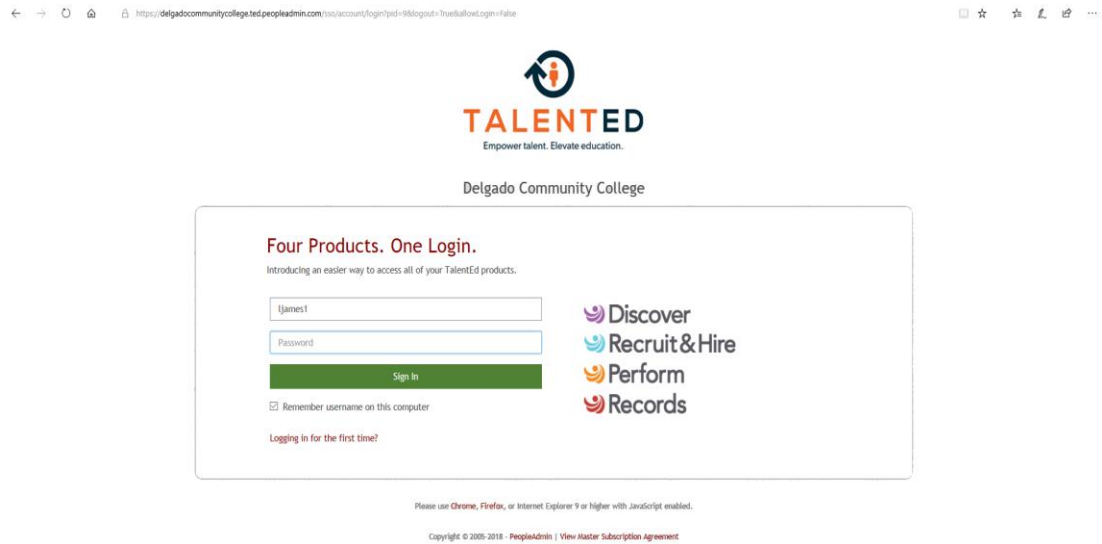 https://delgadocommunitycollege.ted.peopleadmin.com/sso/account/login?pid=98&logout=True&allowLogin=False
TALENTED
Empower talent. Elevate education.
Delgado Community College
Four Products. One Login.
Introducing an easier way to access all of your TalentEd products.
ljames1
Password
Sign In
Remember username on this computer
Logging in for the first time?
Discover
Recruit & Hire
Perform
Records
Please use Chrome, Firefox, or Internet Explorer 9 or higher with JavaScript enabled.
Copyright © 2005-2018 - PeopleAdmin | View Master Subscription Agreement